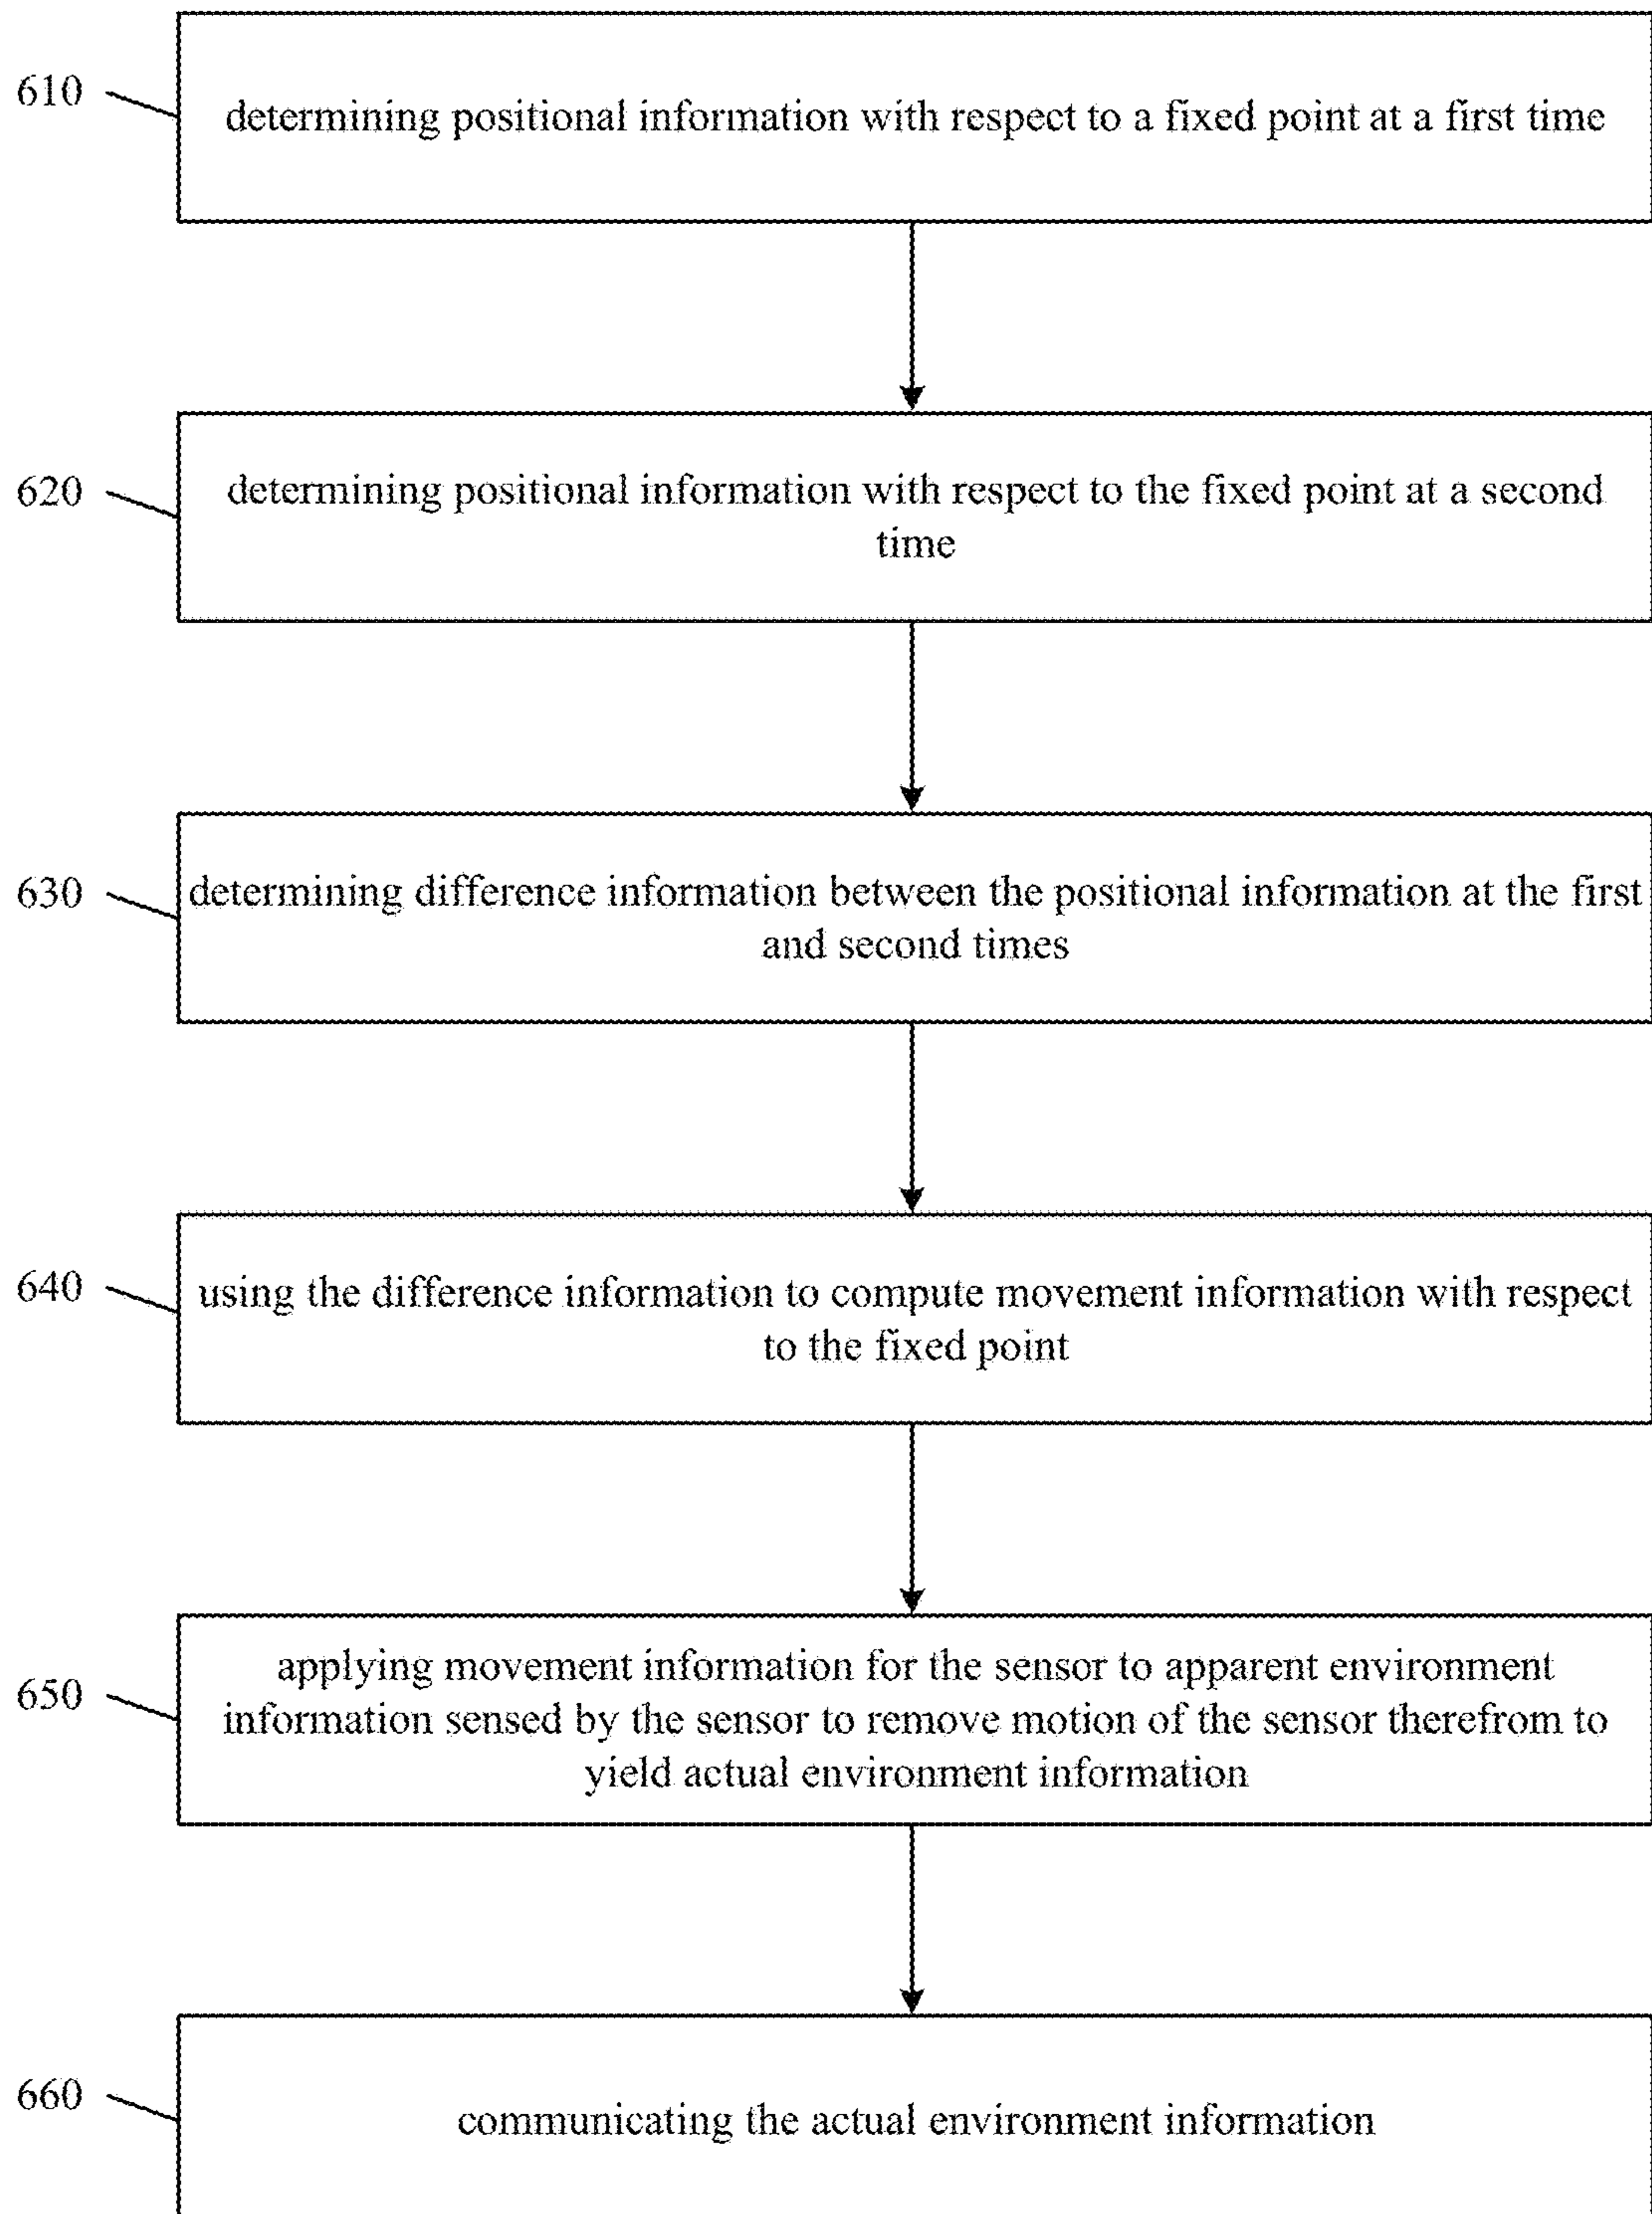 610
determining positional information with respect to a fixed point at a first time
620
determining positional information with respect to the fixed point at a second
time
630
determining difference information between the positional information at the first
and second times
640
using the difference information to compute movement information with respect
to the fixed point
650
applying movement information for the sensor to apparent environment
information sensed by the sensor to remove motion of the sensor therefrom to
yield actual environment information
660
communicating the actual environment information